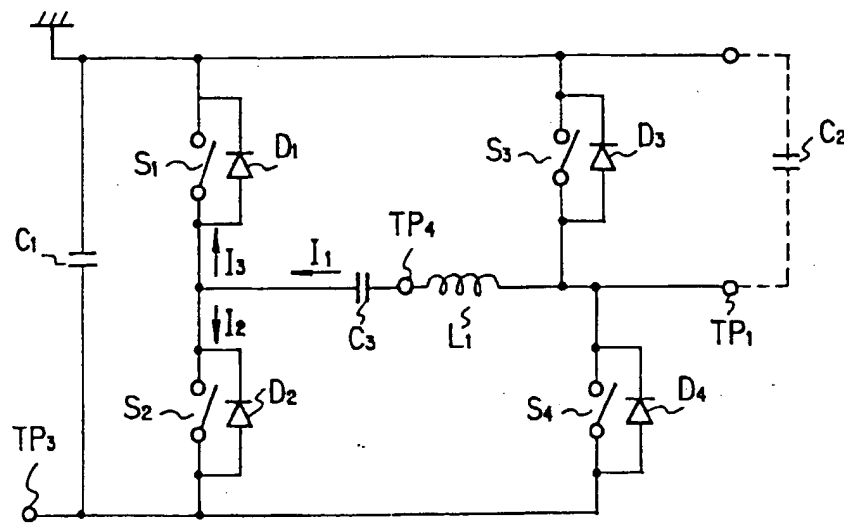 S₁
D₁
S₃
D₃
C₂
C₁
I₃
I₁
TP₄
I₂
C₃
L₁
TP₁
S₂
D₂
S₄
D₄
TP₃